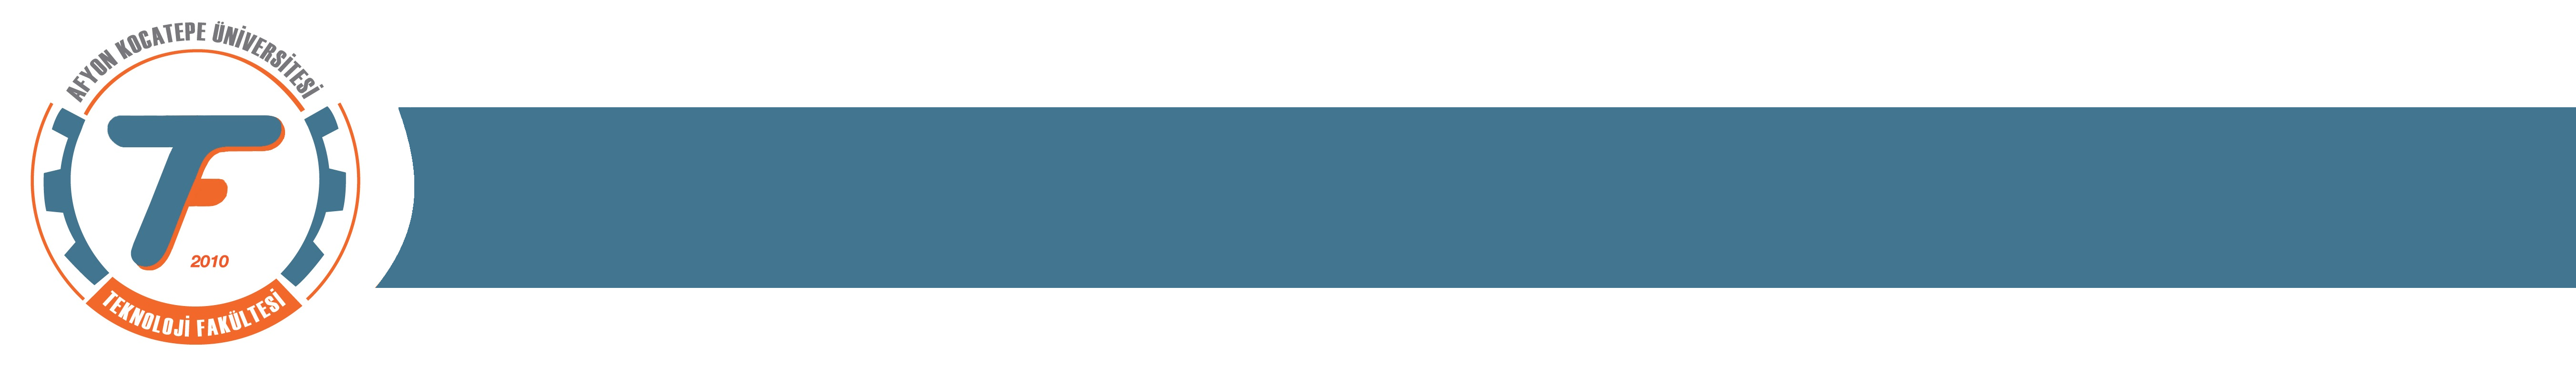 AFYON KOCATEPE ÜNİVERSİTESİ
TF
2010
TEKNOLOJİ FAKÜLTESİ